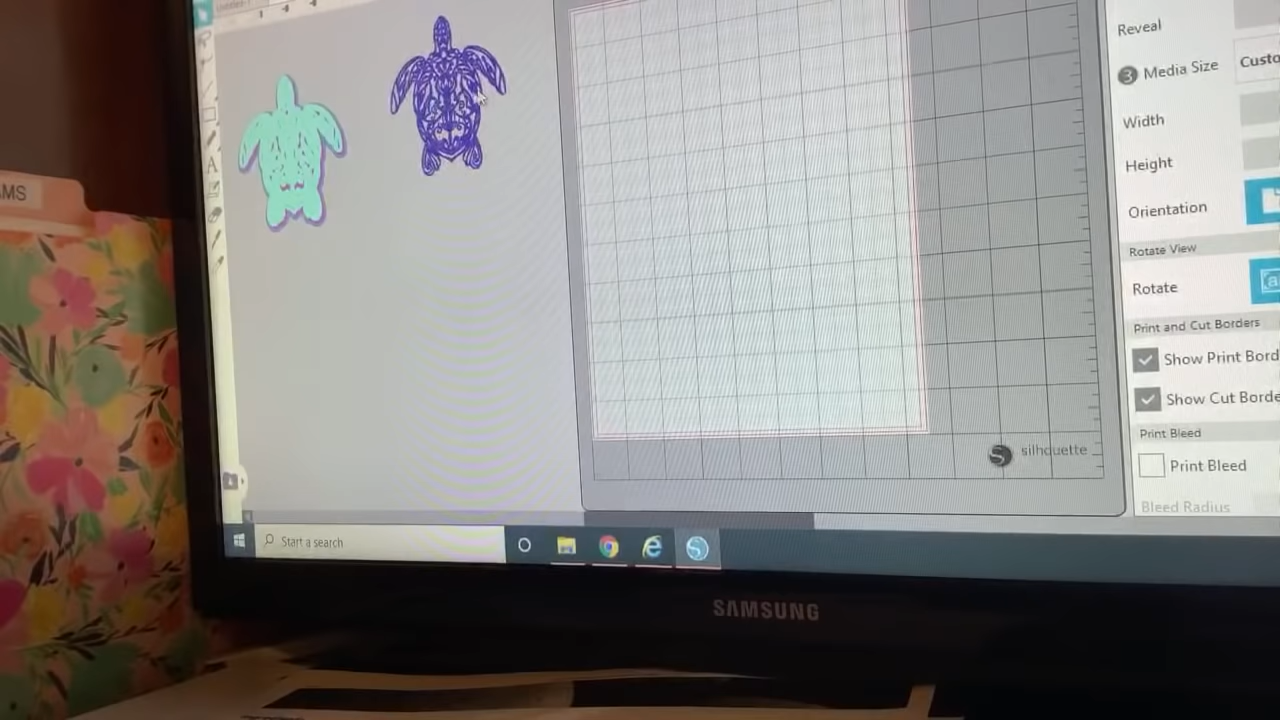 AMS
A
Reveal
3 Media Size
Custo
Width
Height
Orientation
Rotate View
Rotate
Print and Cut Borders
Show Print Bord
Show Cut Borde
Print Bleed
Print Bleed
Bleed Radius
silhouette
Start a search
SAMSUNG